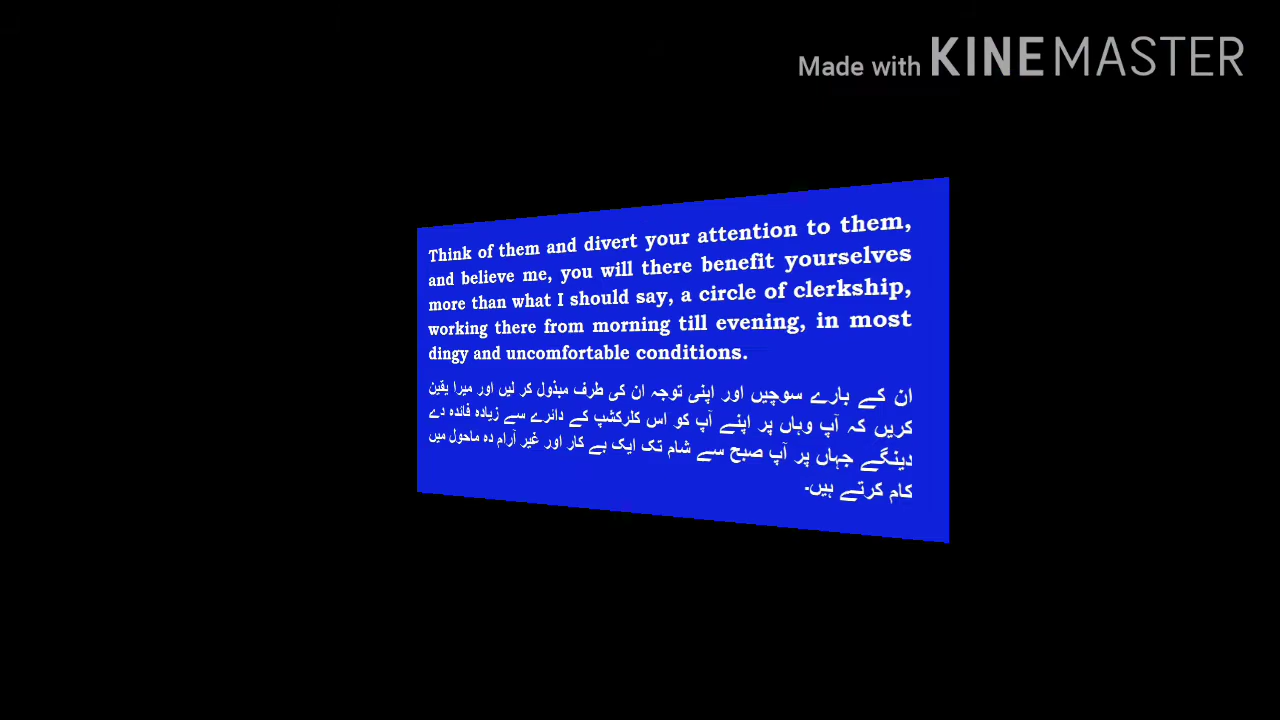 Made with KINEMASTER
Think of them and divert your attention to them,
and believe me, you will there benefit yourselves
more than what I should say, a circle of clerkship,
working there from morning till evening, in most
dingy and uncomfortable conditions.
ان کے بارے سوچیں اور اپنی توجہ ان کی طرف مبذول کر لیں اور میرا یقین
کریں کہ آپ وہاں پر اپنے آپ کو اس کلرکشپ کے دائرے سے زیادہ فائدہ دے
دینگے جہاں پر آپ صبح سے شام تک ایک بے کار اور غیر آرام دہ ماحول میں
کام کرتے ہیں۔